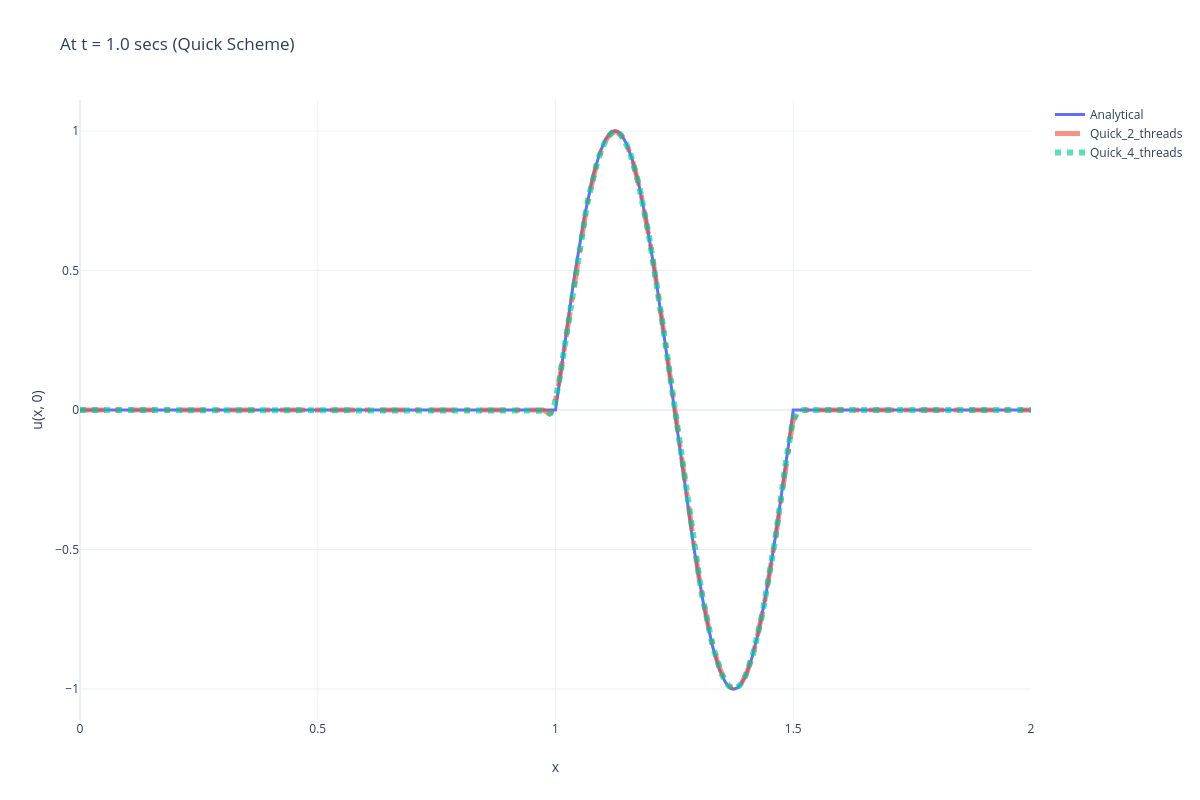 At t = 1.0 secs (Quick Scheme)
Analytical
Quick_2_threads
Quick_4_threads
1
0.5
0
−0.5
−1
u(x, 0)
0
0.5
1
1.5
2
x